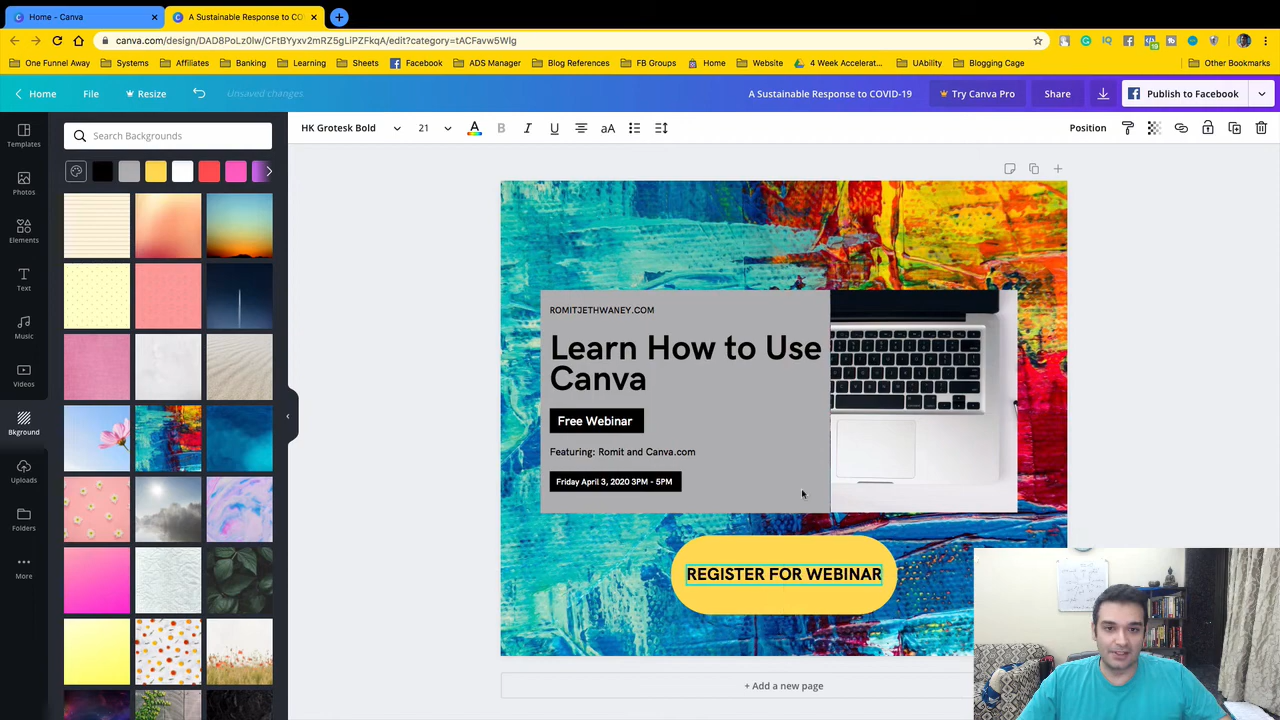 Home - Canva
A Sustainable Response to CO
canva.com/design/DAD8PoLz0lw/CFtBYyxv2mRZ5gLiPZFkqA/edit?category=tACFavw5WIg
One Funnel Away
Systems
Affiliates
Banking
Learning
Sheets
Facebook
ADS Manager
Blog References
FB Groups
Home
Website
4 Week Accelerat...
UAbility
Blogging Cage
Other Bookmarks
Home
File
Resize
Unsaved changes
A Sustainable Response to COVID-19
Try Canva Pro
Share
Publish to Facebook
HK Grotesk Bold
21
A
B
I
U
aA
Position
Templates
Photos
Elements
Text
Music
Videos
Bkground
Uploads
Folders
More
Search Backgrounds
ROMITJETHWANEY.COM
Learn How to Use
Canva
Free Webinar
Featuring: Romit and Canva.com
Friday April 3, 2020 3PM - 5PM
REGISTER FOR WEBINAR
+ Add a new page